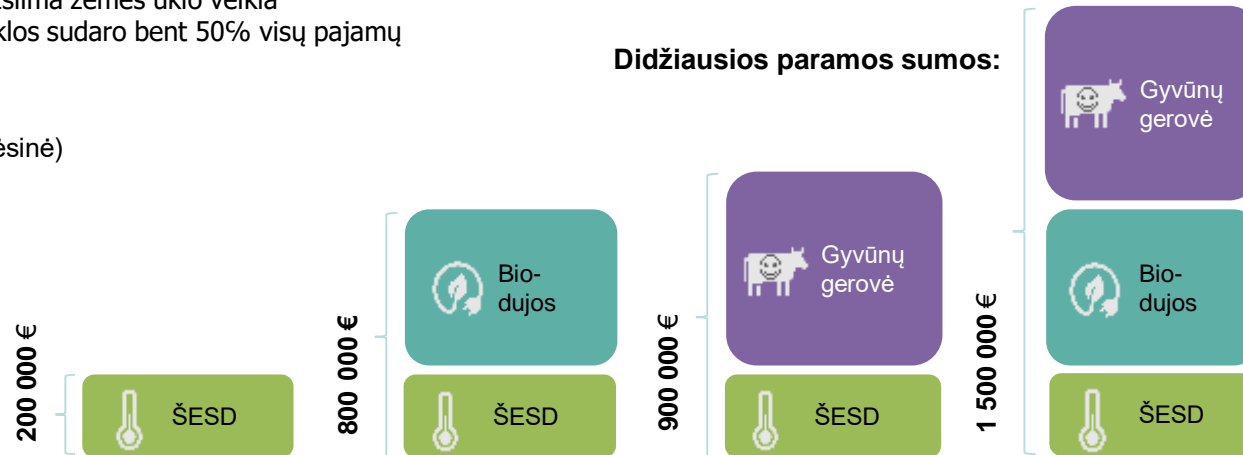 klos sudaro bent 50% visų pajamų
Didžiausios paramos sumos:
ėsinė)
200 000 €
ŠESD
800 000 €
Bio-
dujos
ŠESD
900 000 €
Gyvūnų
gerovė
ŠESD
1 500 000 €
Gyvūnų
gerovė
Bio-
dujos
ŠESD